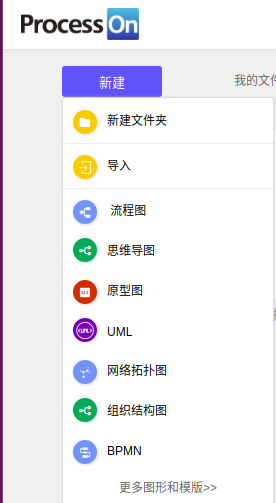 ProcessOn
新建
我的文件
新建文件夹
导入
流程图
思维导图
原型图
UML
网络拓扑图
组织结构图
BPMN
更多图形和模版>>